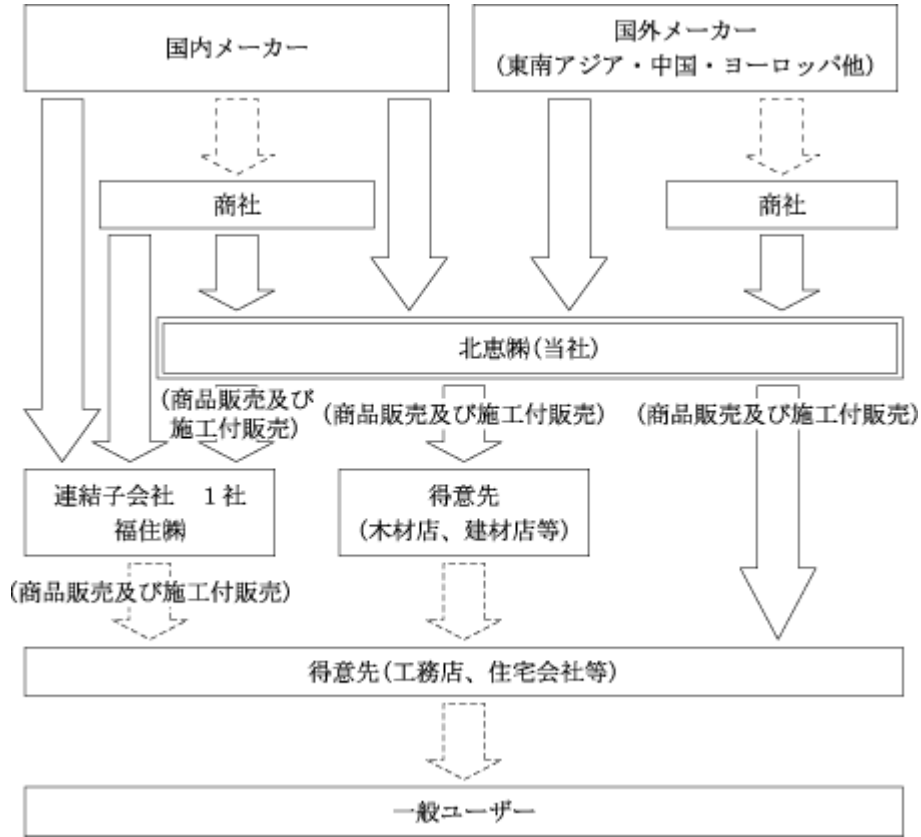 国内メーカー
国外メーカー
(東南アジア・中国・ヨーロッパ他)
商社
商社
北恵㈱(当社)
(商品販売及び
施工付販売)
(商品販売及び施工付販売)
(商品販売及び施工付販売)
連結子会社　１社
福住㈱
得意先
(木材店、建材店等)
(商品販売及び施工付販売)
得意先(工務店、住宅会社等)
一般ユーザー